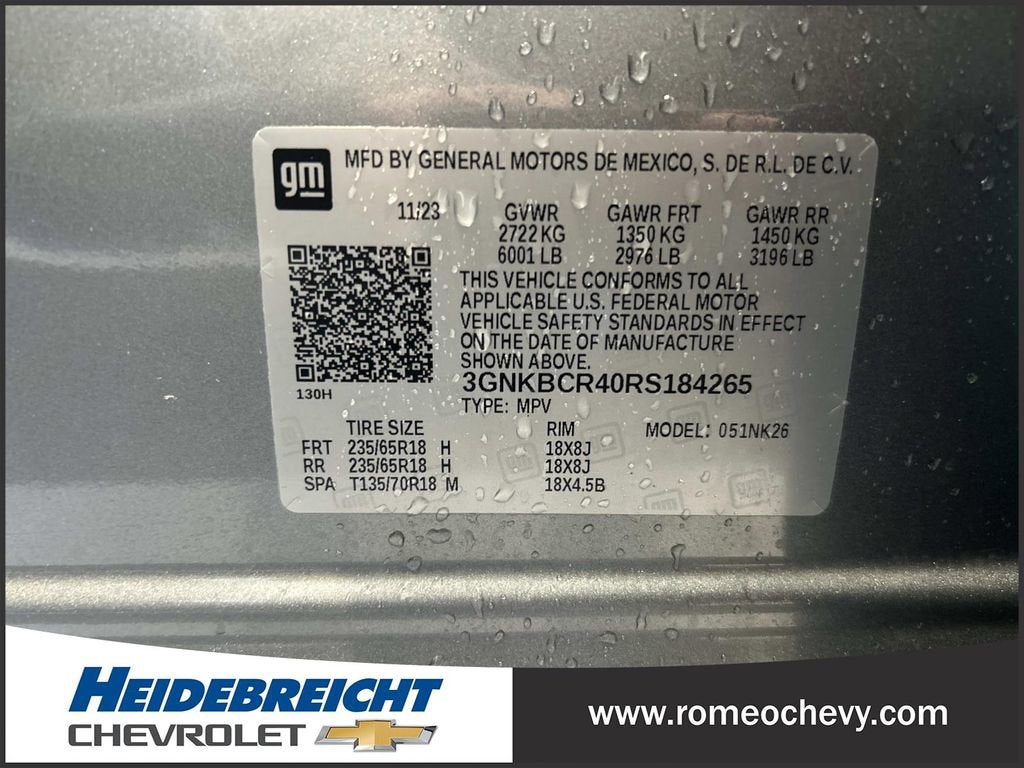 gm
MFD BY GENERAL MOTORS DE MEXICO, S. DE R.L. DE C.V.
11/23 GVWR GAWR FRT GAWR RR
2722 KG 1350 KG 1450 KG
6001 LB 2976 LB 3196 LB
THIS VEHICLE CONFORMS TO ALL
APPLICABLE U.S. FEDERAL MOTOR
VEHICLE SAFETY STANDARDS IN EFFECT
ON THE DATE OF MANUFACTURE
SHOWN ABOVE.
130H
3GNKBCR40RS184265
TYPE: MPV
TIRE SIZE RIM MODEL: 051NK26
FRT 235/65R18 H 18X8J
RR 235/65R18 H 18X8J
SPA T135/70R18 M 18X4.5B
HEIDEBREICHT
CHEVROLET
www.romeochevy.com